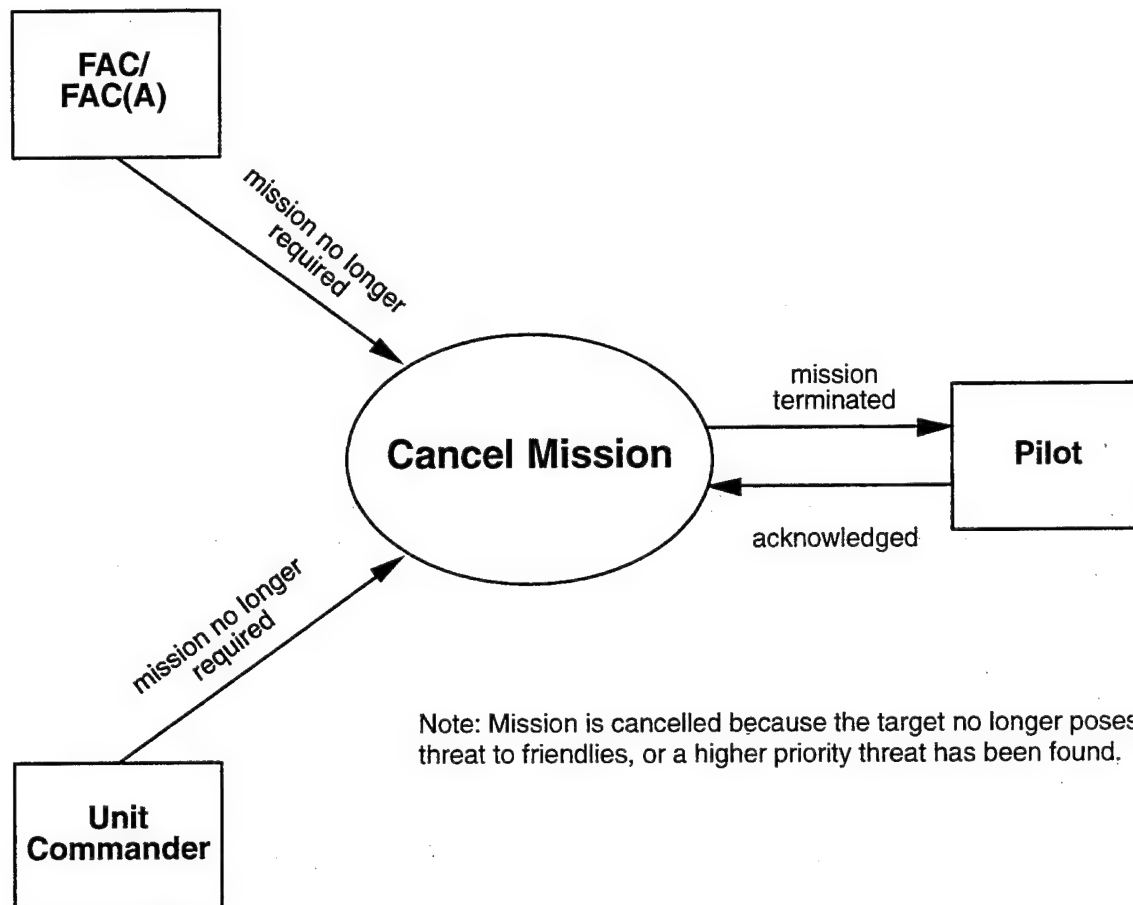 FAC/
FAC(A)
mission no longer
required
mission
terminated
Cancel Mission
Pilot
acknowledged
mission no longer
required
Note: Mission is cancelled because the target no longer poses
threat to friendlies, or a higher priority threat has been found.
Unit
Commander